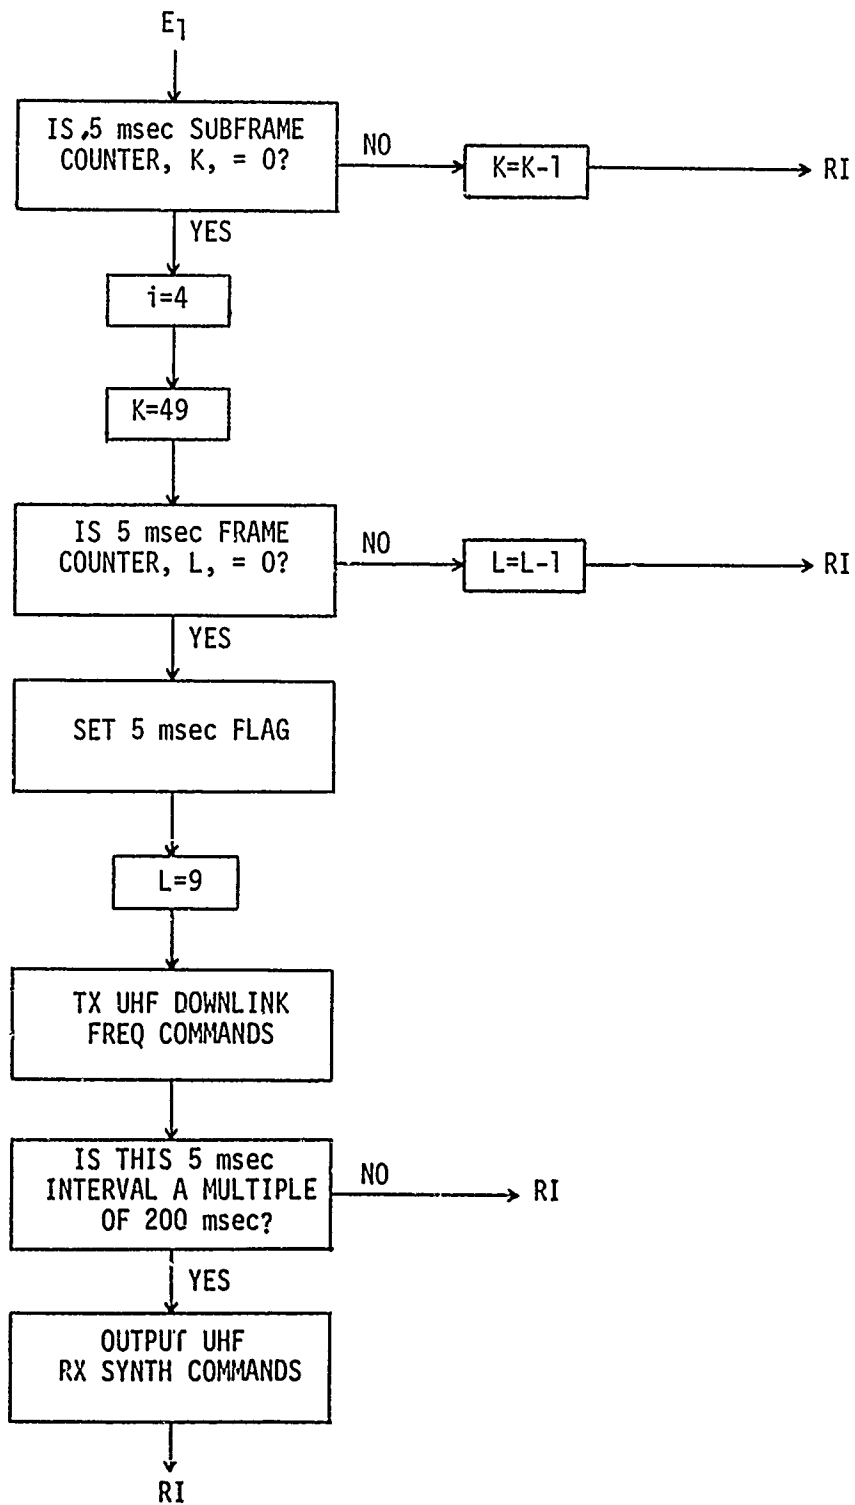 E1
IS .5 msec SUBFRAME
COUNTER, K, = 0?
NO
K=K-1
RI
YES
i=4
K=49
IS 5 msec FRAME
COUNTER, L, = 0?
NO
L=L-1
RI
YES
SET 5 msec FLAG
L=9
TX UHF DOWNLINK
FREQ COMMANDS
IS THIS 5 msec
INTERVAL A MULTIPLE
OF 200 msec?
NO
RI
YES
OUTPUT UHF
RX SYNTH COMMANDS
RI